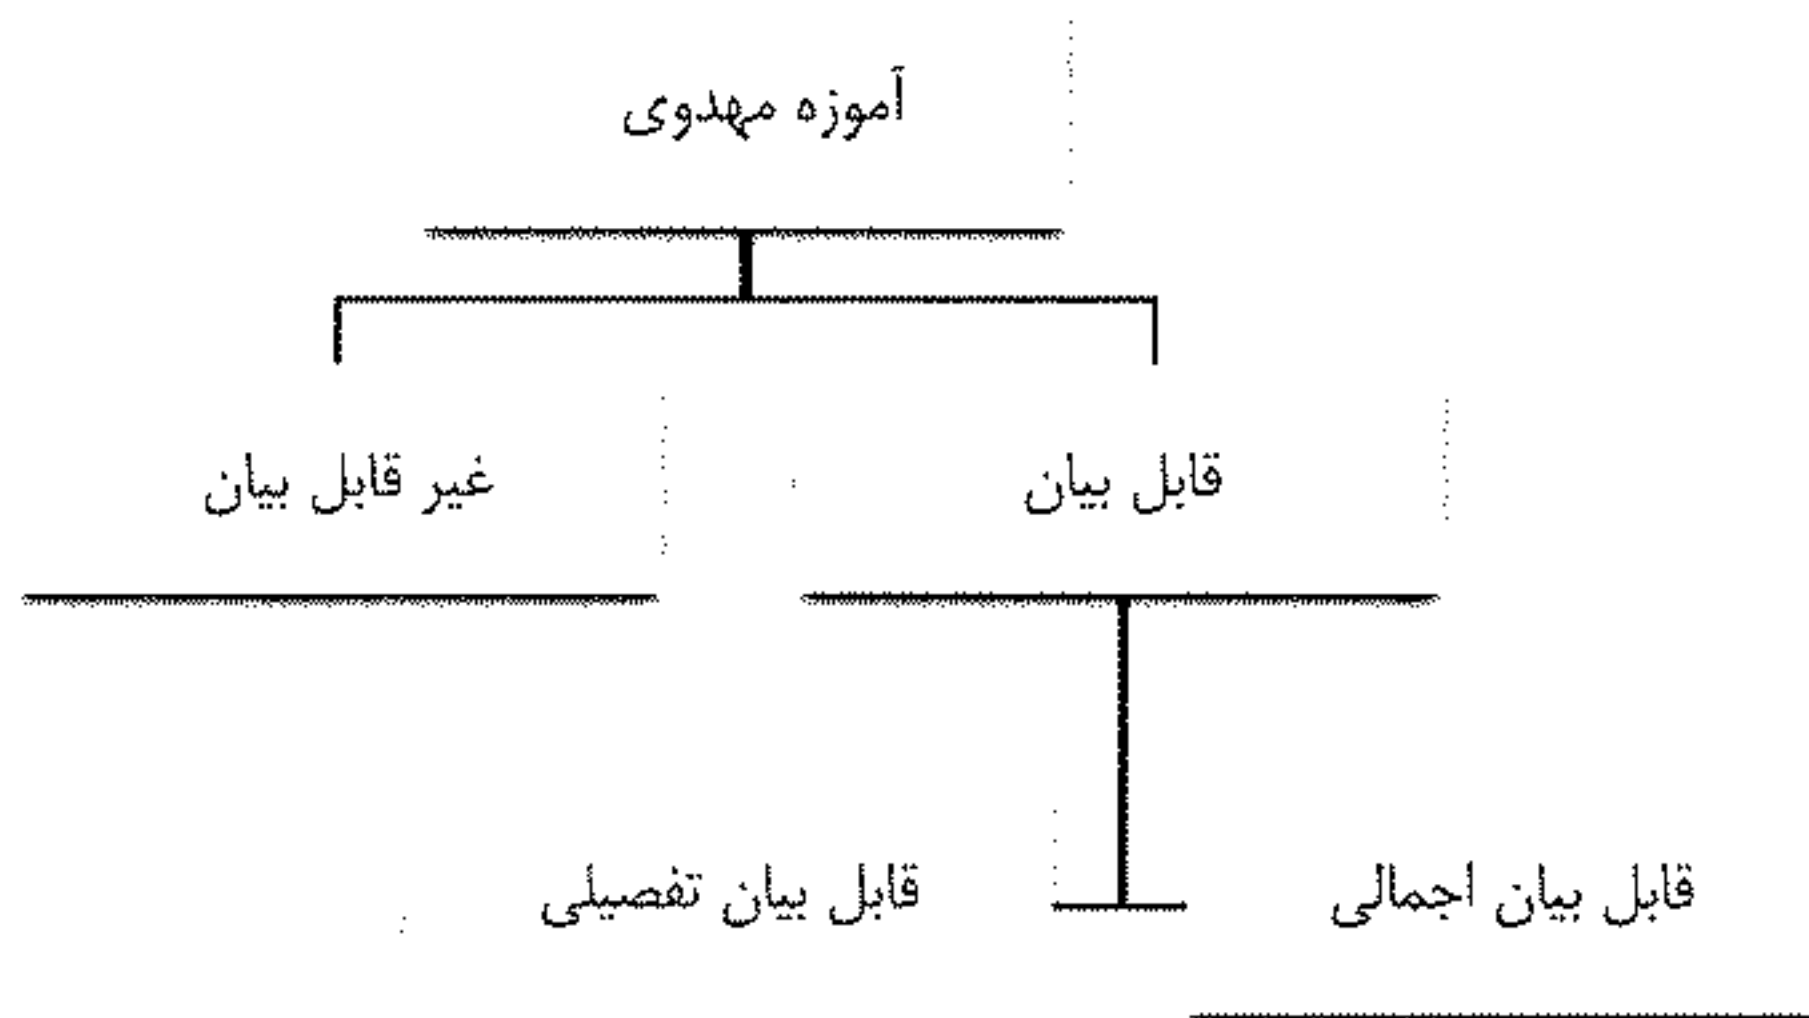 آموزه مهدوی
قابل بیان
غیر قابل بیان
قابل بیان اجمالی
قابل بیان تفصیلی